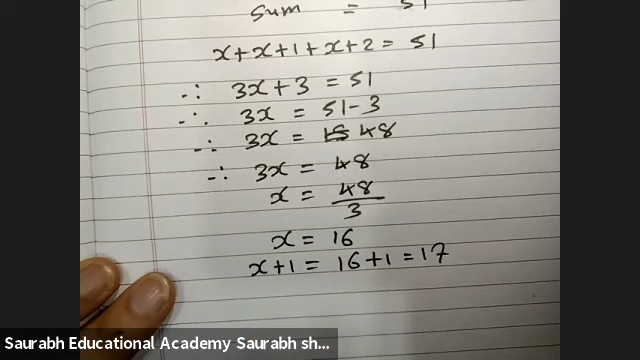 Sum = 51
x+x+1+x+2 = 51
∴ 3x+3 = 51
∴ 3x = 51-3
∴ 3x = 48
∴ 3x = 48
x = 48/3
x = 16
x+1 = 16+1 = 17
Saurabh Educational Academy Saurabh sh...